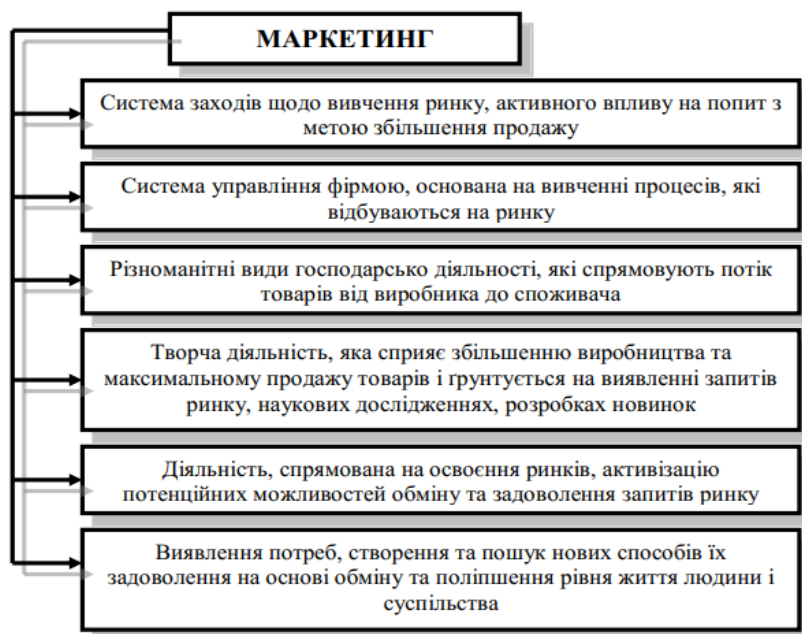 МАРКЕТИНГ
Система заходів щодо вивчення ринку, активного впливу на попит з
метою збільшення продажу
Система управління фірмою, основана на вивченні процесів, які
відбуваються на ринку
Різноманітні види господарсько діяльності, які спрямовують потік
товарів від виробника до споживача
Творча діяльність, яка сприяє збільшенню виробництва та
максимальному продажу товарів і ґрунтується на виявленні запитів
ринку, наукових дослідженнях, розробках новинок
Діяльність, спрямована на освоєння ринків, активізацію
потенційних можливостей обміну та задоволення запитів ринку
Виявлення потреб, створення та пошук нових способів їх
задоволення на основі обміну та поліпшення рівня життя людини і
суспільства